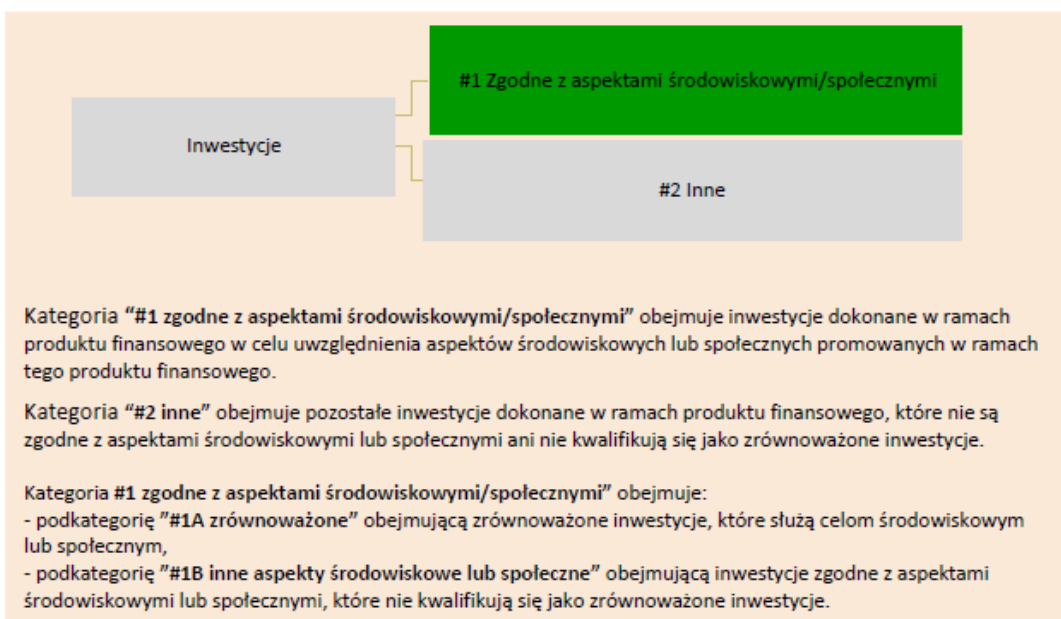 #1 Zgodne z aspektami środowiskowymi/społecznymi
Inwestycje
#2 Inne
Kategoria “#1 zgodne z aspektami środowiskowymi/społecznymi” obejmuje inwestycje dokonane w ramach
produktu finansowego w celu uwzględnienia aspektów środowiskowych lub społecznych promowanych w ramach
tego produktu finansowego.
Kategoria “#2 inne” obejmuje pozostałe inwestycje dokonane w ramach produktu finansowego, które nie są
zgodne z aspektami środowiskowymi lub społecznymi ani nie kwalifikują się jako zrównoważone inwestycje.
Kategoria #1 zgodne z aspektami środowiskowymi/społecznymi” obejmuje:
- podkategorię ”#1A zrównoważone” obejmującą zrównoważone inwestycje, które służą celom środowiskowym
lub społecznym,
- podkategorię ”#1B inne aspekty środowiskowe lub społeczne” obejmującą inwestycje zgodne z aspektami
środowiskowymi lub społecznymi, które nie kwalifikują się jako zrównoważone inwestycje.